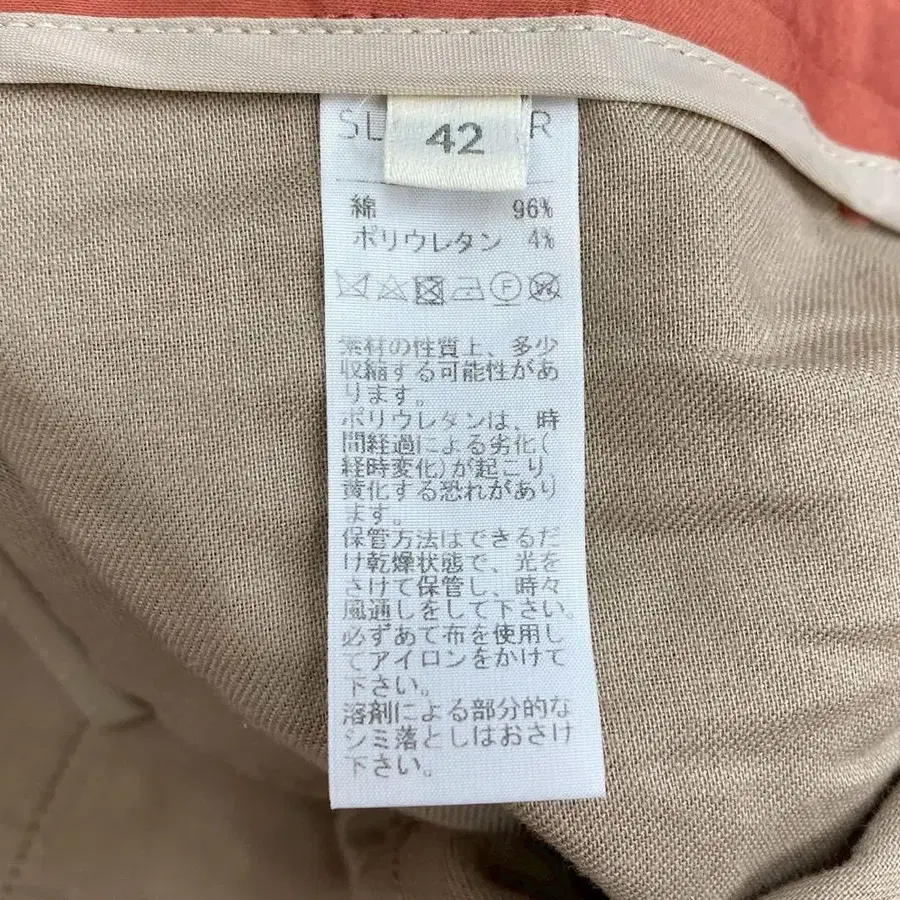 42
綿 96%
ポリウレタン 4%
素材の性質上、多少
収縮する可能性があ
ります。
ポリウレタンは、時
間経過による劣化(
経時変化)が起こり、
黄化する恐れがあり
ます。
保管方法はできるだ
け乾燥状態で、光を
さけて保管し、時々
風通しをして下さい。
必ずあて布を使用し
てアイロンをかけて
下さい。
溶剤による部分的な
シミ落としはおさけ
下さい。